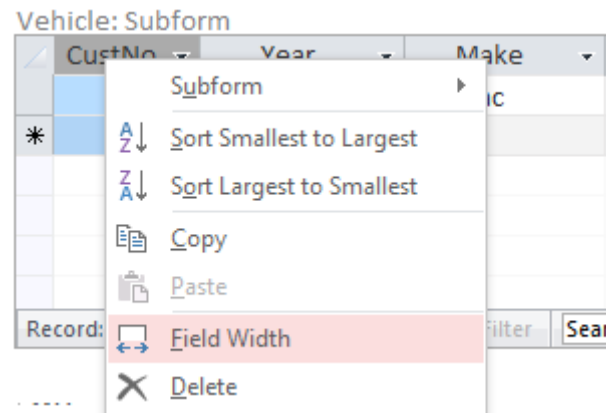 Vehicle: Subform
CustNo Year Make
Subform
Sort Smallest to Largest
Sort Largest to Smallest
Copy
Paste
Record: Filter
Field Width
Delete